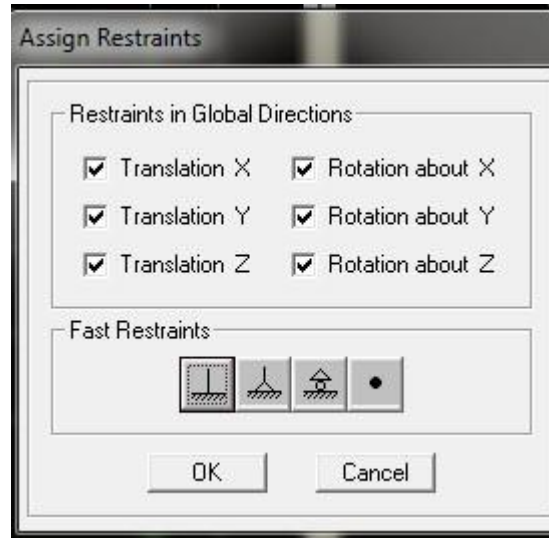 Assign Restraints
Restraints in Global Directions
Translation X Rotation about X
Translation Y Rotation about Y
Translation Z Rotation about Z
Fast Restraints
OK Cancel